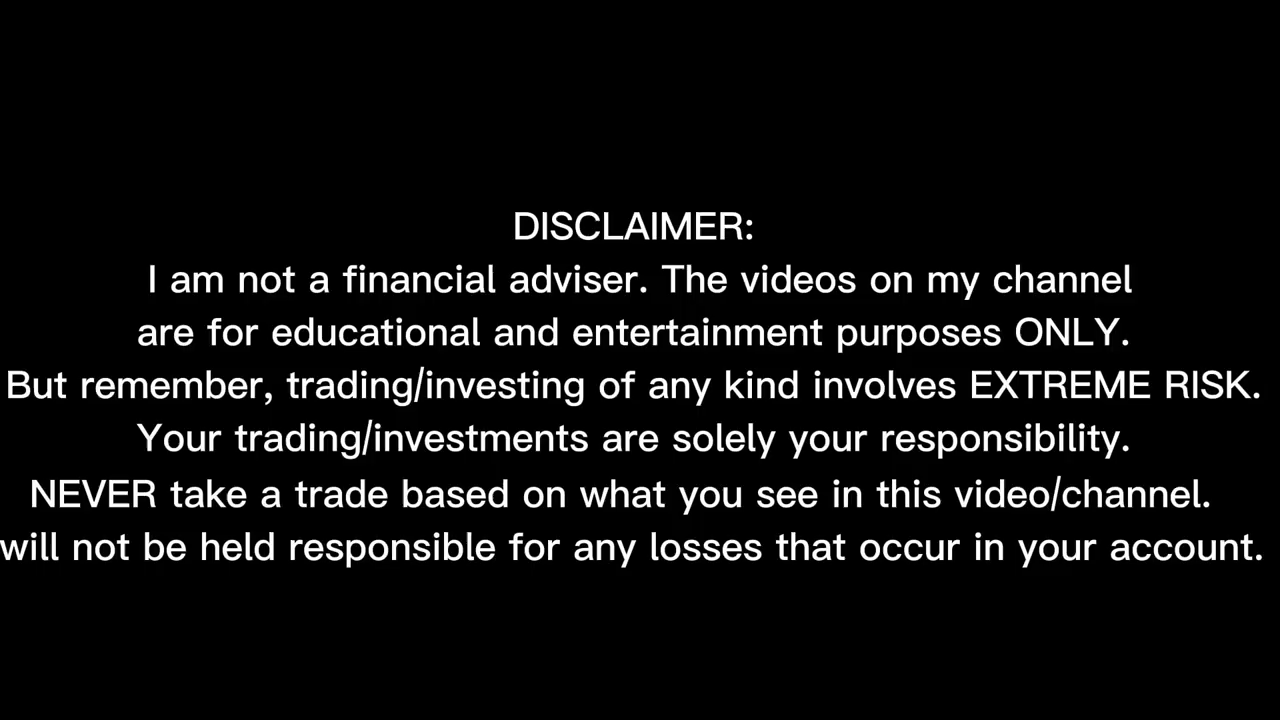 DISCLAIMER:
I am not a financial adviser. The videos on my channel
are for educational and entertainment purposes ONLY.
But remember, trading/investing of any kind involves EXTREME RISK.
Your trading/investments are solely your responsibility.
NEVER take a trade based on what you see in this video/channel.
will not be held responsible for any losses that occur in your account.